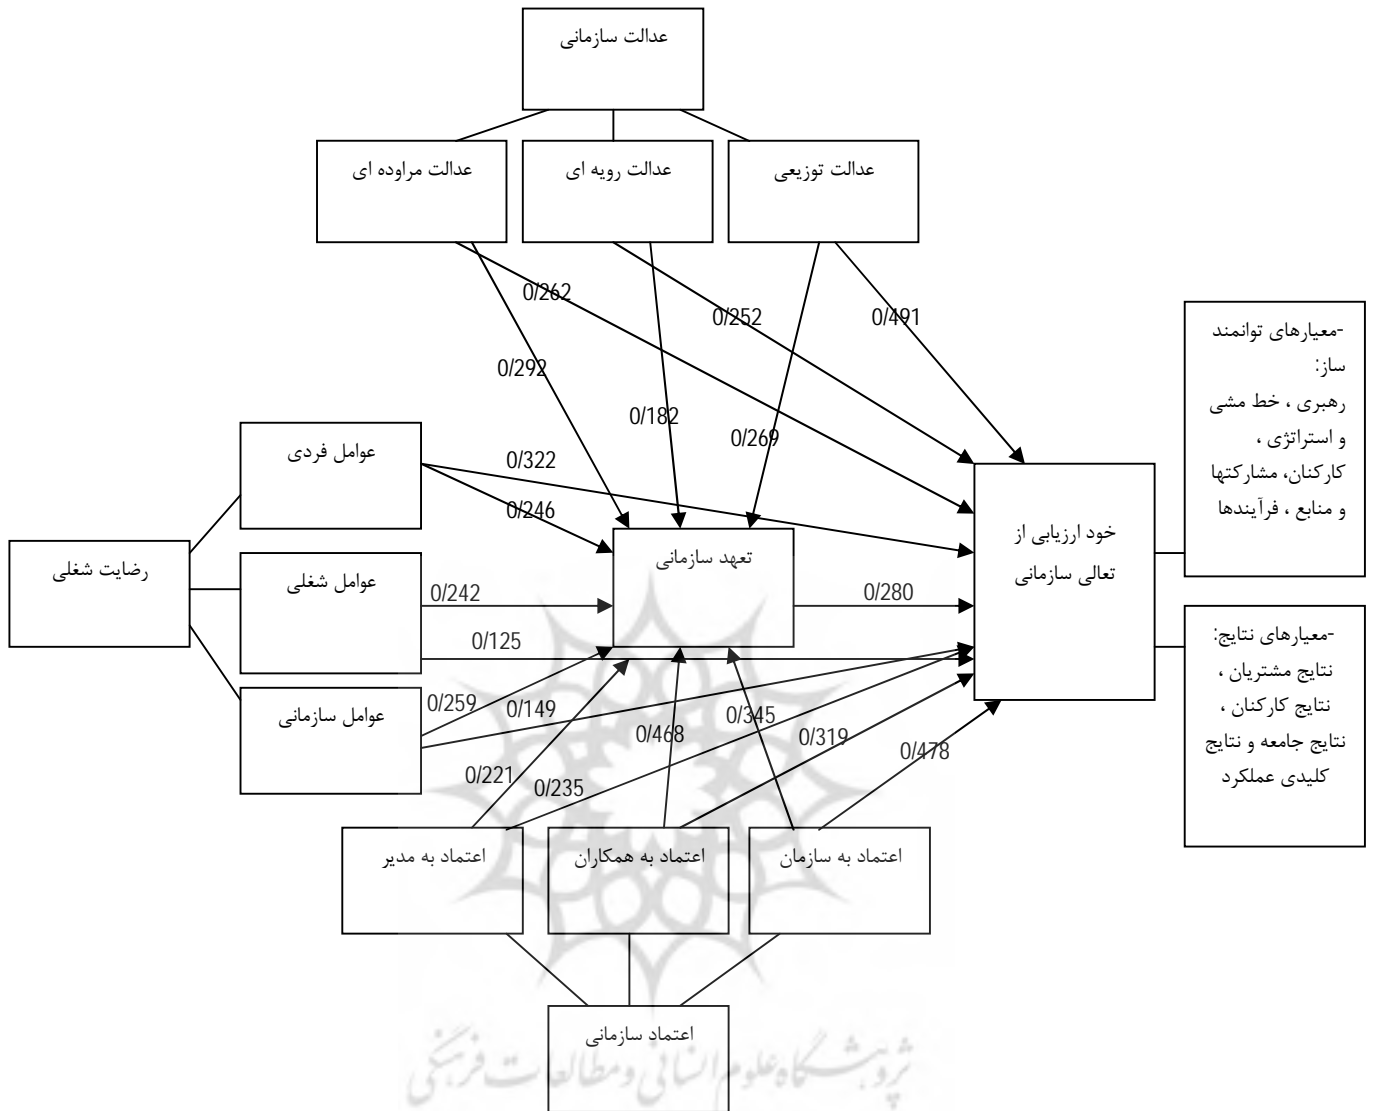 عدالت سازمانی
عدالت توزیعی
عدالت رویه ای
عدالت مراوده ای
0/262
0/252
0/491
0/292
0/182
0/269
-معیارهای توانمند
ساز:
رهبری ، خط مشی
و استراتژی ،
کارکنان، مشارکتها
و منابع ، فرآیندها
عوامل فردی
0/322
0/246
خود ارزیابی از
تعالی سازمانی
تعهد سازمانی
رضایت شغلی
عوامل شغلی
0/242
0/280
0/125
-معیارهای نتایج:
نتایج مشتریان ،
نتایج کارکنان ،
نتایج جامعه و نتایج
کلیدی عملکرد
عوامل سازمانی
0/259
0/149
0/345
0/468
0/319
0/478
0/221
0/235
اعتماد به سازمان
اعتماد به همکاران
اعتماد به مدیر
اعتماد سازمانی
پژوهشگاه علوم انسانی و مطالعات فرهنگی